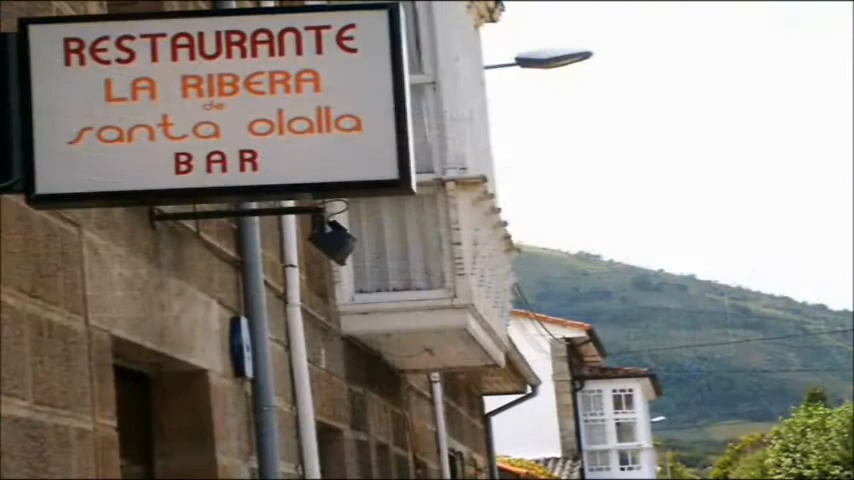 RESTAURANTE
LA RIBERA
de
santa olalla
BAR